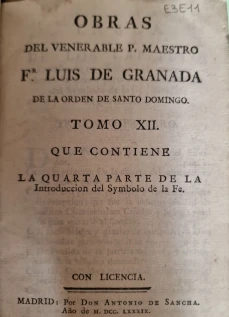 E3E11
OBRAS
DEL VENERABLE P. MAESTRO
Fᴿ. LUIS DE GRANADA
DE LA ORDEN DE SANTO DOMINGO.
TOMO XII.
QUE CONTIENE
LA QUARTA PARTE DE LA
Introduccion del Symbolo de la Fe.
CON LICENCIA.
MADRID: Por Don Antonio de Sancha.
Año de M. DCC. LXXXIX.